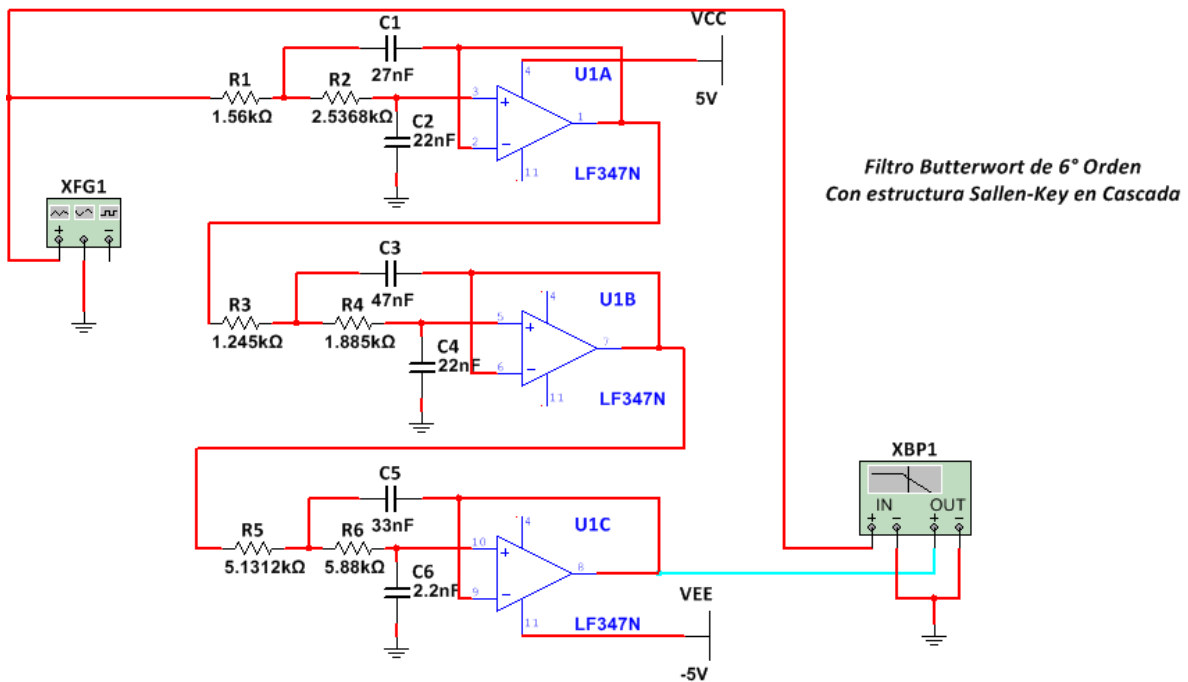 C1
27nF
R1
1.56kΩ
R2
2.5368kΩ
C2
22nF
3
2
4
11
1
U1A
LF347N
VCC
5V
Filtro Butterwort de 6° Orden
Con estructura Sallen-Key en Cascada
XFG1
+
−
C3
47nF
R3
1.245kΩ
R4
1.885kΩ
C4
22nF
5
6
4
11
7
U1B
LF347N
C5
33nF
R5
5.1312kΩ
R6
5.88kΩ
C6
2.2nF
10
9
4
11
8
U1C
LF347N
VEE
-5V
XBP1
IN OUT
+ − + −